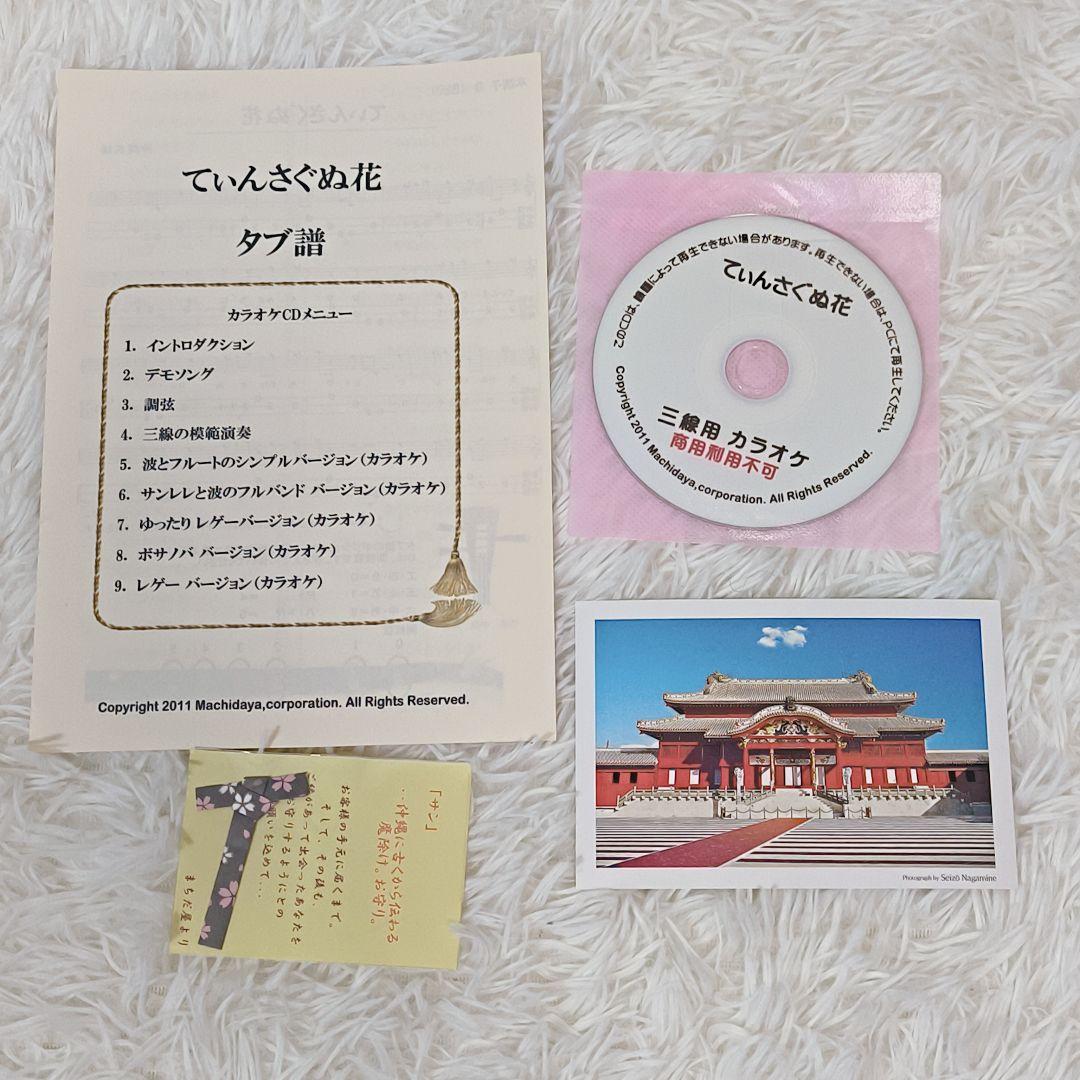 てぃんさぐぬ花
タブ譜
カラオケCDメニュー
1. イントロダクション
2. デモソング
3. 調弦
4. 三線の模範演奏
5. 波とフルートのシンプルバージョン(カラオケ)
6. サンレレと波のフルバンド バージョン(カラオケ)
7. ゆったり レゲーバージョン(カラオケ)
8. ボサノバ バージョン(カラオケ)
9. レゲー バージョン(カラオケ)
Copyright 2011 Machidaya,corporation. All Rights Reserved.
このCDは、機種によって再生できない場合があります。再生できない場合は、PCにて再生してください。
てぃんさぐぬ花
三線用 カラオケ
商用利用不可
Copyright 2011 Machidaya,corporation. All Rights Reserved.
「サン」
...沖縄に古くから伝わる
魔除け。お守り。
お客様の手元に届くまで。
そして、その後も、
があって出会ったあなたを
お守りするようにとの
願いを込めて...
まちだ屋より
Photograph by Seizō Nagamine